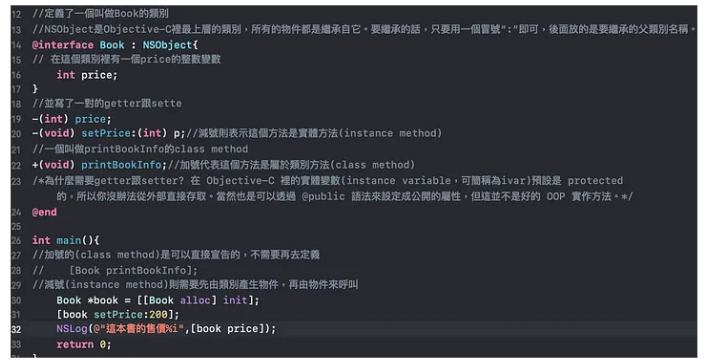 12 //定義了一個叫做Book的類別
13 //NSObject是Objective-C裡最上層的類別，所有的物件都是繼承自它。要繼承的話，只要用一個冒號":"即可，後面放的是要繼承的父類別名稱。
14 @interface Book : NSObject{
15 // 在這個類別裡有一個price的整數變數
16 int price;
17 }
18 //並寫了一對的getter跟sette
19 -(int) price;
20 -(void) setPrice:(int) p;//減號則表示這個方法是實體方法(instance method)
21 //一個叫做printBookInfo的class method
22 +(void) printBookInfo;//加號代表這個方法是屬於類別方法(class method)
23 /*為什麼需要getter跟setter? 在 Objective-C 裡的實體變數(instance variable，可簡稱為ivar)預設是 protected
的，所以你沒辦法從外部直接存取。當然也是可以透過 @public 語法來設定成公開的屬性，但這並不是好的 OOP 實作方法。*/
24 @end
25
26 int main(){
27 //加號的(class method)是可以直接宣告的，不需要再去定義
28 // [Book printBookInfo];
29 //減號(instance method)則需要先由類別產生物件，再由物件來呼叫
30 Book *book = [[Book alloc] init];
31 [book setPrice:200];
32 NSLog(@"這本書的售價%i",[book price]);
33 return 0;